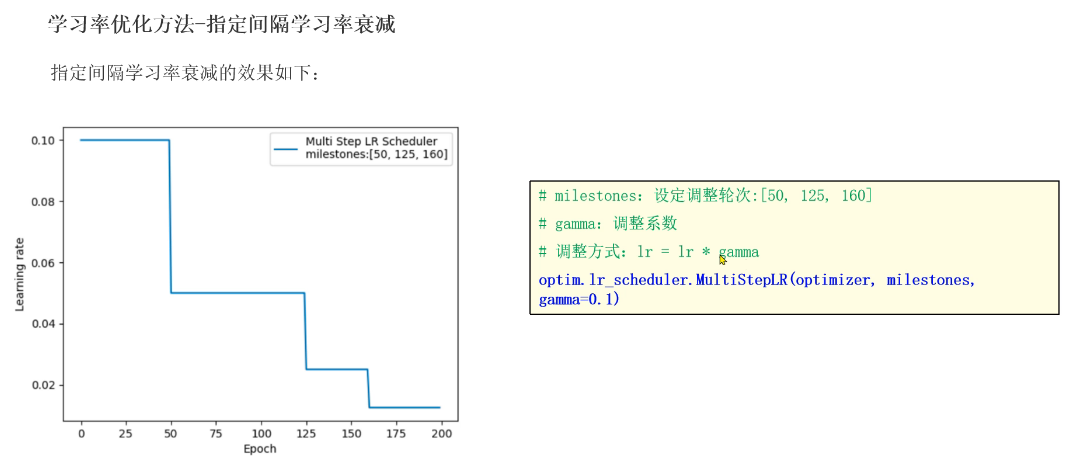 学习率优化方法-指定间隔学习率衰减
指定间隔学习率衰减的效果如下：
Multi Step LR Scheduler
milestones:[50, 125, 160]
0.10
0.08
0.06
0.04
0.02
Learning rate
0
25
50
75
100
125
150
175
200
Epoch
# milestones：设定调整轮次:[50, 125, 160]
# gamma：调整系数
# 调整方式：lr = lr * gamma
optim.lr_scheduler.MultiStepLR(optimizer, milestones,
gamma=0.1)